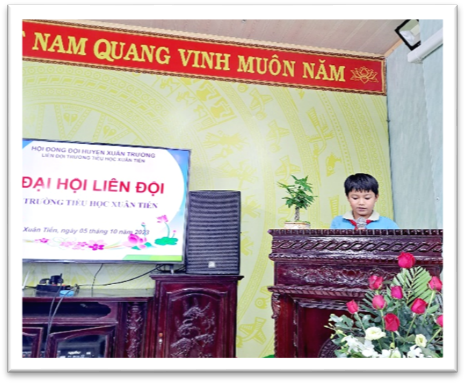 NAM QUANG VINH MUÔN NĂM
HỘI ĐỒNG ĐỘI HUYỆN XUÂN TRƯỜNG
LIÊN ĐỘI TRƯỜNG TIỂU HỌC XUÂN TIẾN
ĐẠI HỘI LIÊN ĐỘI
TRƯỜNG TIỂU HỌC XUÂN TIẾN
Xuân Tiến, ngày 05 tháng 10 năm 2023